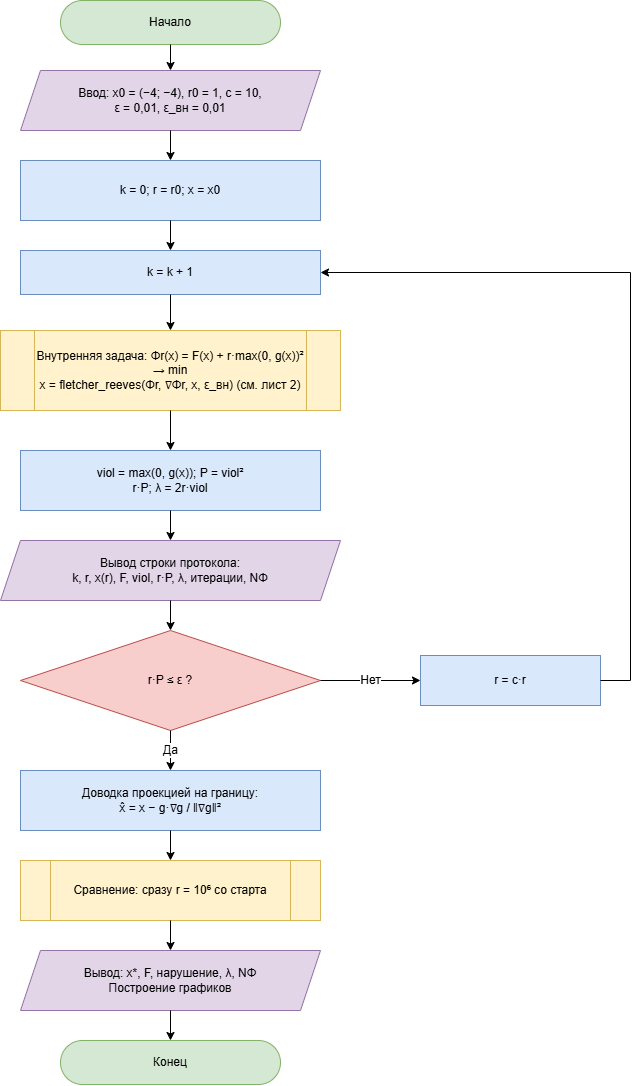 Начало
Ввод: x0 = (−4; −4), r0 = 1, c = 10,
ε = 0,01, ε_вн = 0,01
k = 0; r = r0; x = x0
k = k + 1
Внутренняя задача: Φr(x) = F(x) + r·max(0, g(x))²
→ min
x = fletcher_reeves(Φr, ∇Φr, x, ε_вн) (см. лист 2)
viol = max(0, g(x)); P = viol²
r·P; λ = 2r·viol
Вывод строки протокола:
k, r, x(r), F, viol, r·P, λ, итерации, NΦ
r·P ≤ ε ?
Нет
r = c·r
Да
Доводка проекцией на границу:
x̂ = x − g·∇g / ‖∇g‖²
Сравнение: сразу r = 10⁶ со старта
Вывод: x*, F, нарушение, λ, NΦ
Построение графиков
Конец